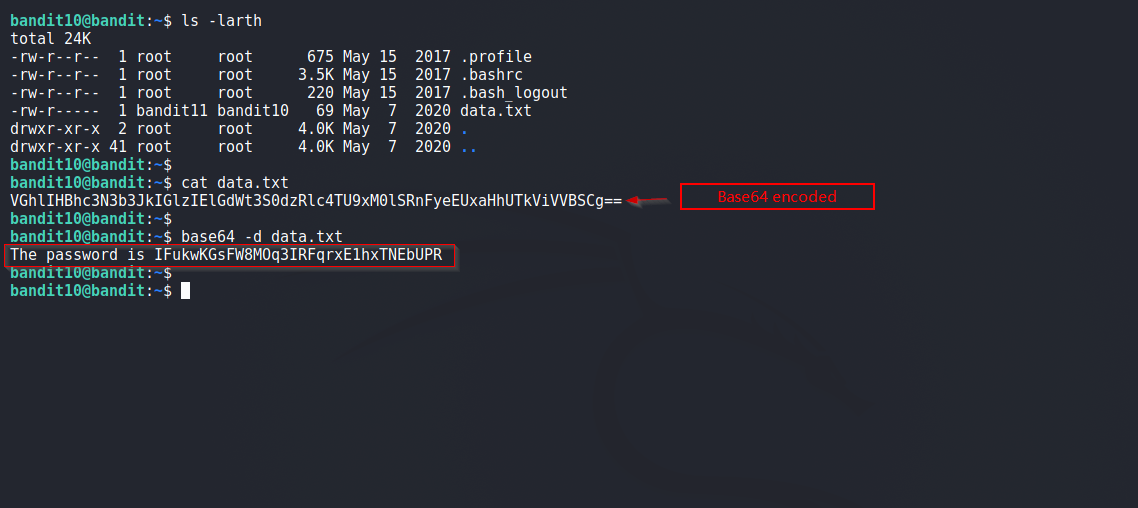 bandit10@bandit:~$ ls -larth
total 24K
-rw-r--r--  1 root     root      675 May 15  2017 .profile
-rw-r--r--  1 root     root     3.5K May 15  2017 .bashrc
-rw-r--r--  1 root     root      220 May 15  2017 .bash_logout
-rw-r-----  1 bandit11 bandit10   69 May  7  2020 data.txt
drwxr-xr-x  2 root     root     4.0K May  7  2020 .
drwxr-xr-x 41 root     root     4.0K May  7  2020 ..
bandit10@bandit:~$
bandit10@bandit:~$ cat data.txt
VGhlIHBhc3N3b3JkIGlzIElGdWt3S0dzRlc4TU9xM0lSRnFyeEUxaHhUTkViVVBSCg==
Base64 encoded
bandit10@bandit:~$
bandit10@bandit:~$ base64 -d data.txt
The password is IFukwKGsFW8MOq3IRFqrxE1hxTNEbUPR
bandit10@bandit:~$
bandit10@bandit:~$